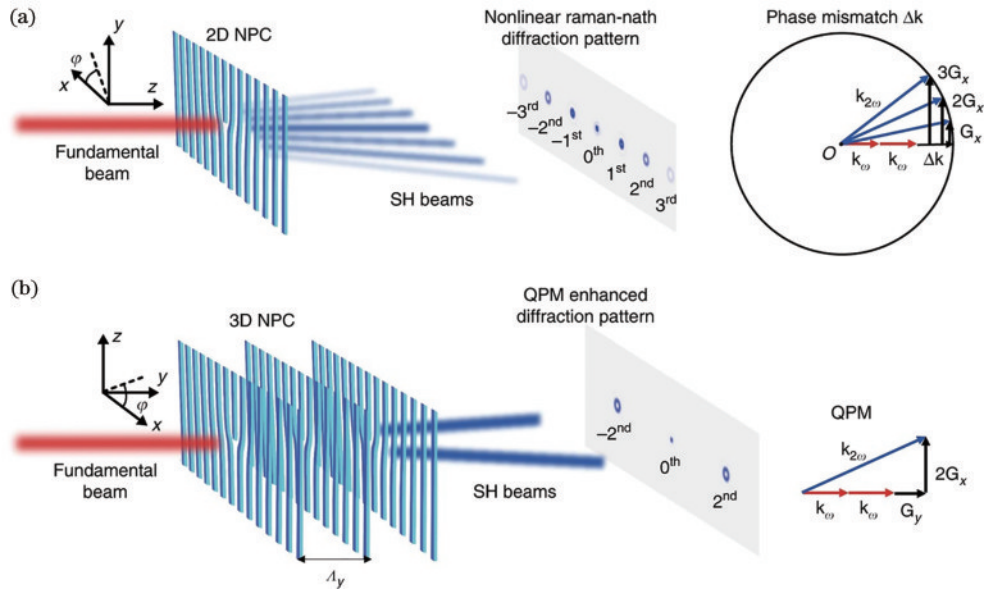 (a)
y
φ
x
z
2D NPC
Fundamental
beam
SH beams
Nonlinear raman-nath
diffraction pattern
−3rd
−2nd
−1st
0th
1st
2nd
3rd
Phase mismatch Δk
3Gx
2Gx
Gx
k2ω
O
kω
kω
Δk
(b)
z
y
φ
x
3D NPC
Fundamental
beam
SH beams
Λy
QPM enhanced
diffraction pattern
−2nd
0th
2nd
QPM
k2ω
2Gx
kω
kω
Gy